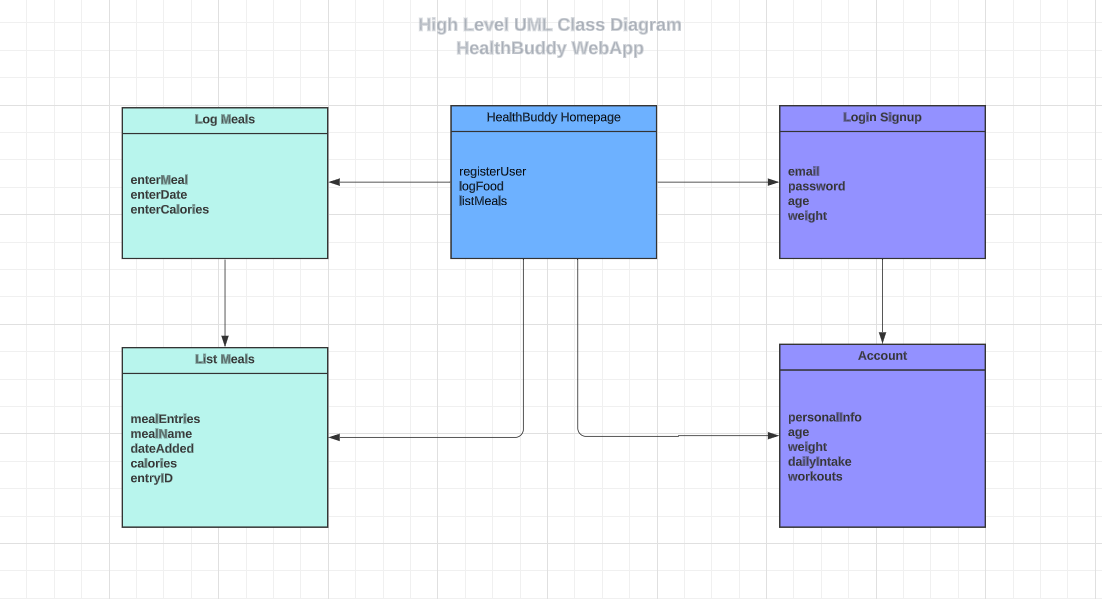 High Level UML Class Diagram
HealthBuddy WebApp
Log Meals
enterMeal
enterDate
enterCalories
HealthBuddy Homepage
registerUser
logFood
listMeals
Login Signup
email
password
age
weight
List Meals
mealEntries
mealName
dateAdded
calories
entryID
Account
personalInfo
age
weight
dailyIntake
workouts